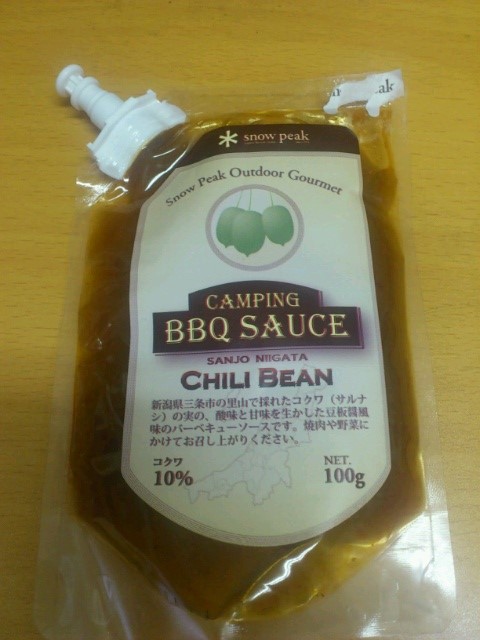 snow peak
Snow Peak Outdoor Gourmet
CAMPING
BBQ SAUCE
SANJO NIIGATA
CHILI BEAN
新潟県三条市の里山で採れたコクワ（サルナ
シ）の実の、酸味と甘味を生かした豆板醤風
味のバーベキューソースです。焼肉や野菜に
かけてお召し上がりください。
コクワ
10%
NET.
100g